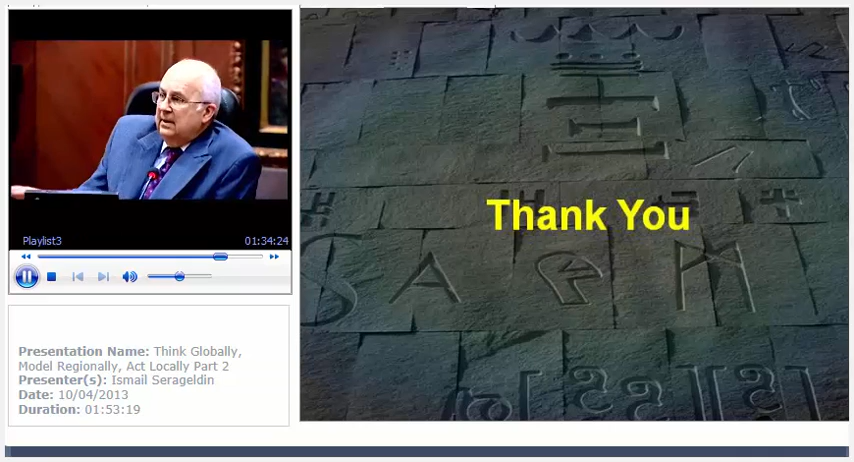 Playlist3 01:34:24
Presentation Name: Think Globally,
Model Regionally, Act Locally Part 2
Presenter(s): Ismail Serageldin
Date: 10/04/2013
Duration: 01:53:19
Thank You